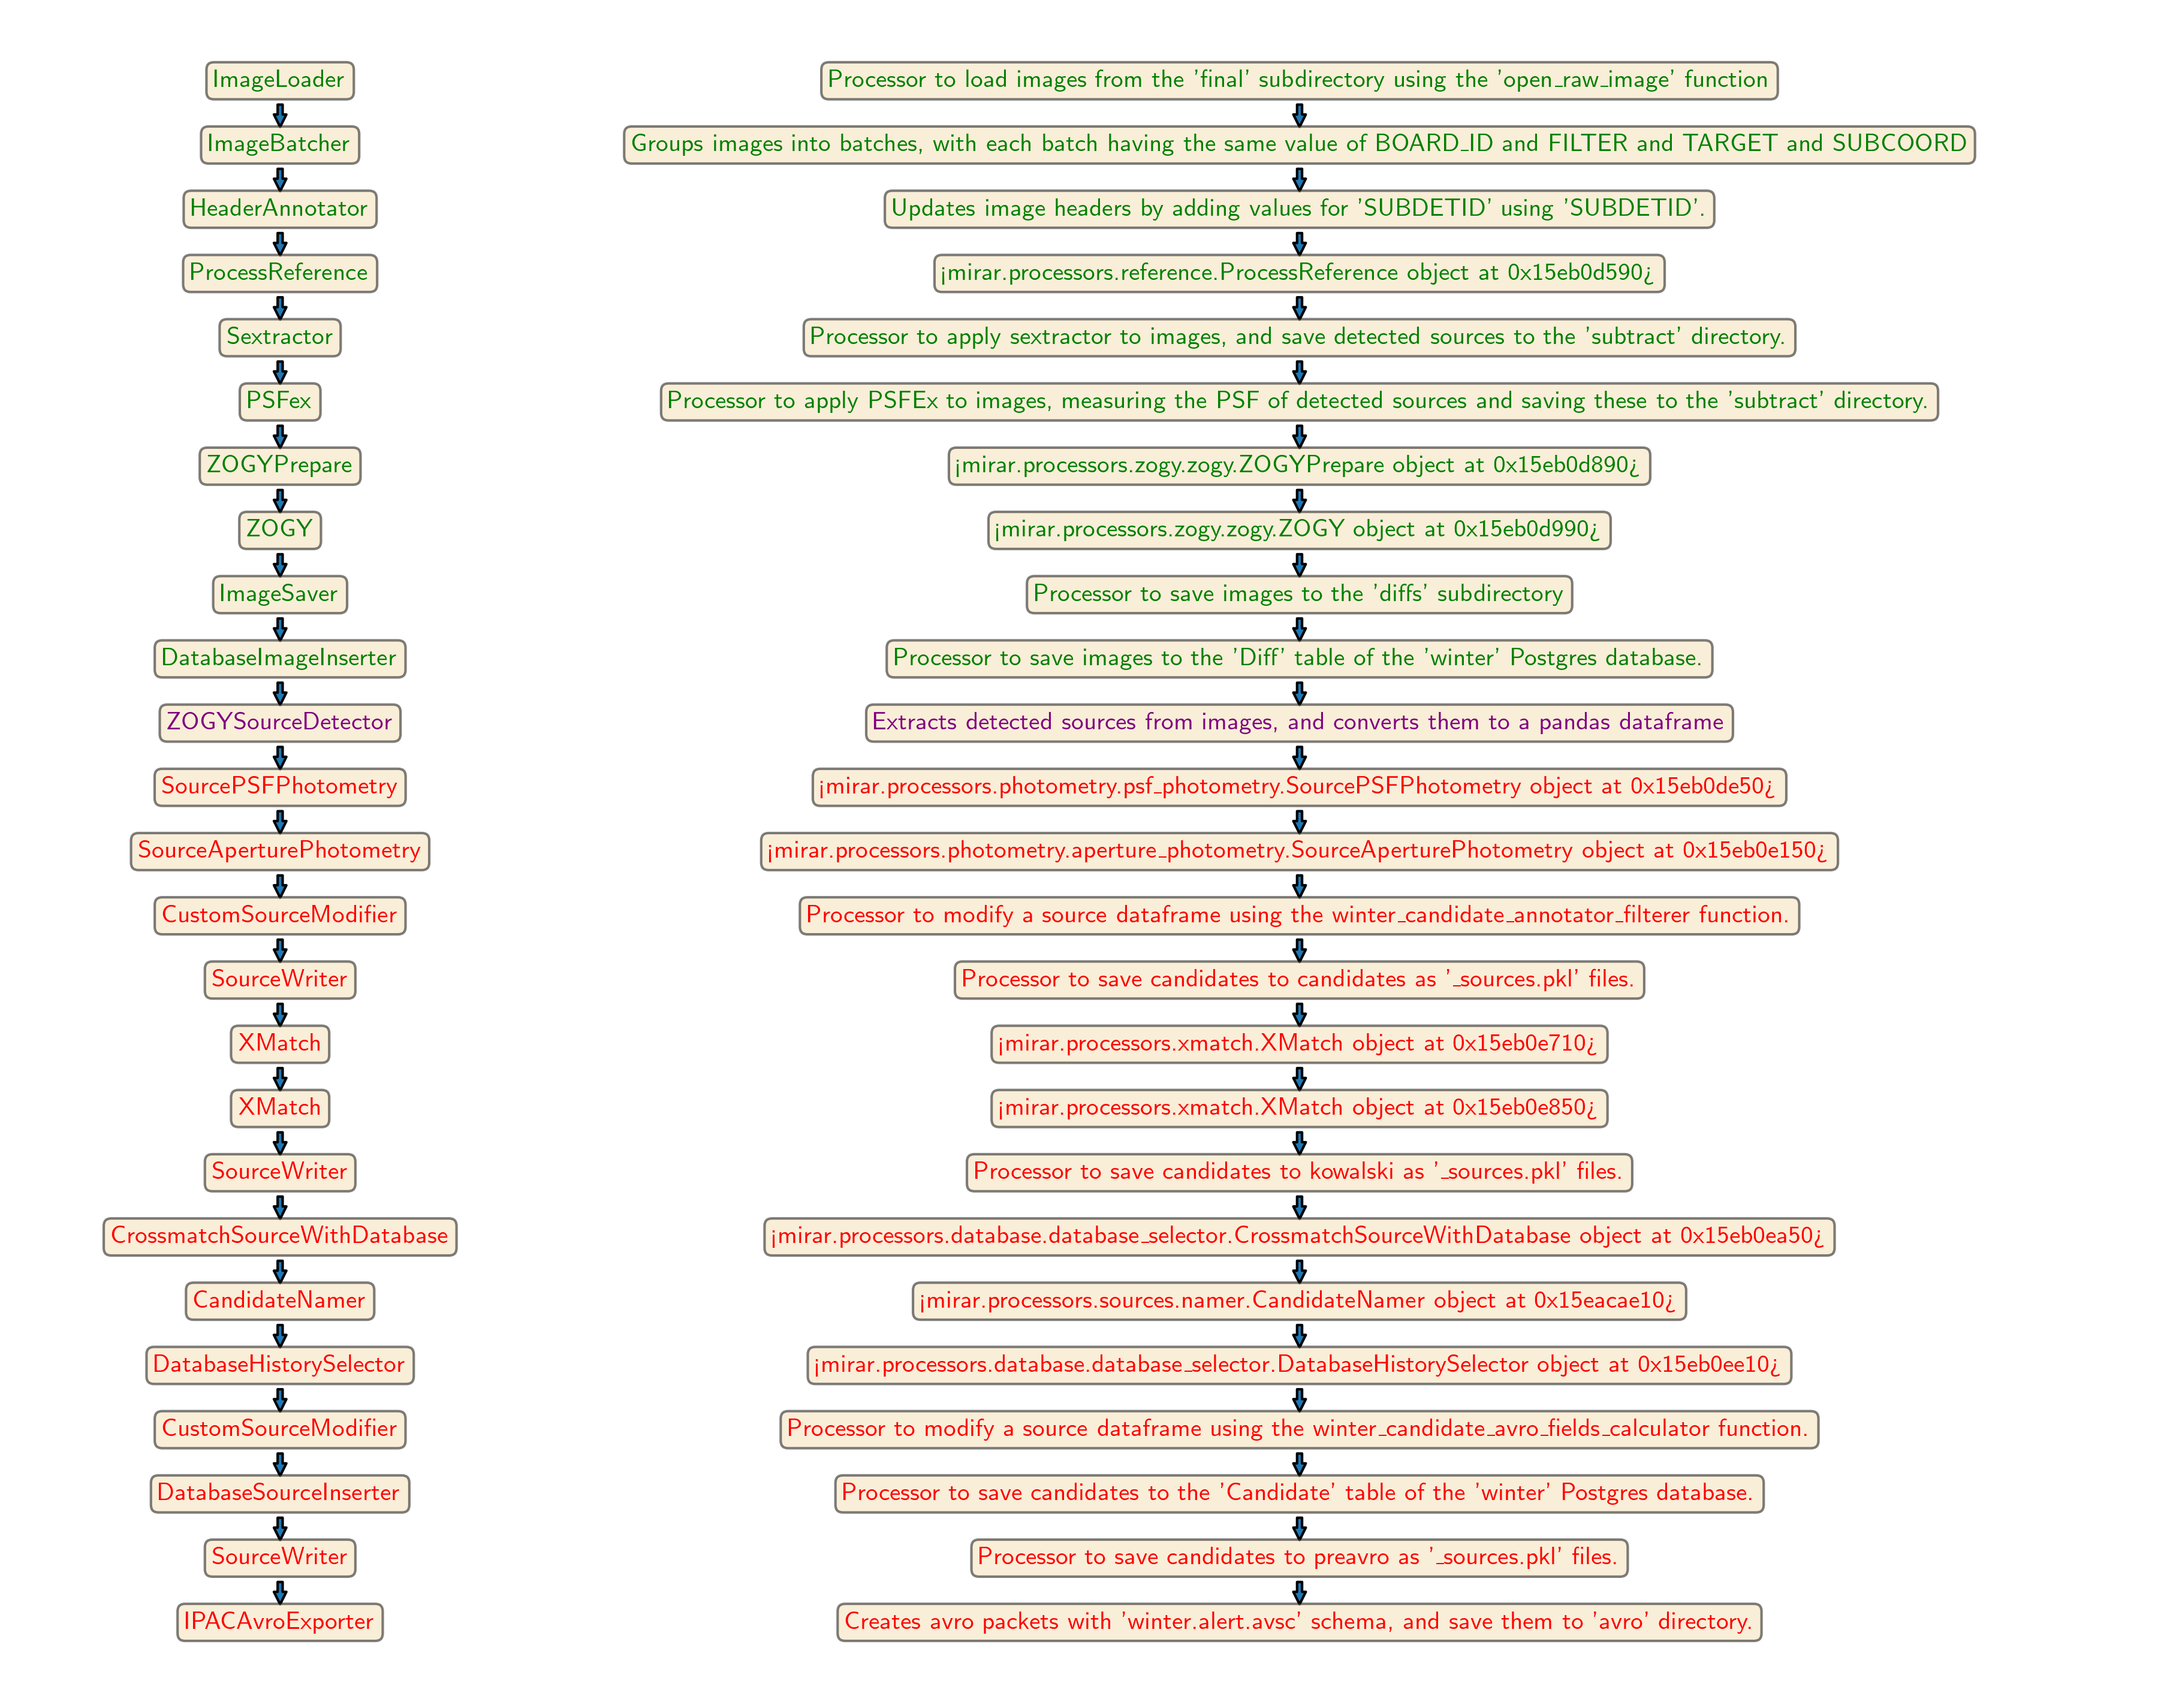 ImageLoader
Processor to load images from the ’final’ subdirectory using the ’open_raw_image’ function
ImageBatcher
Groups images into batches, with each batch having the same value of BOARD_ID and FILTER and TARGET and SUBCOORD
HeaderAnnotator
Updates image headers by adding values for ’SUBDETID’ using ’SUBDETID’.
ProcessReference
‹mirar.processors.reference.ProcessReference object at 0x15eb0d590›
Sextractor
Processor to apply sextractor to images, and save detected sources to the ’subtract’ directory.
PSFex
Processor to apply PSFEx to images, measuring the PSF of detected sources and saving these to the ’subtract’ directory.
ZOGYPrepare
‹mirar.processors.zogy.zogy.ZOGYPrepare object at 0x15eb0d890›
ZOGY
‹mirar.processors.zogy.zogy.ZOGY object at 0x15eb0d990›
ImageSaver
Processor to save images to the ’diffs’ subdirectory
DatabaseImageInserter
Processor to save images to the ’Diff’ table of the ’winter’ Postgres database.
ZOGYSourceDetector
Extracts detected sources from images, and converts them to a pandas dataframe
SourcePSFPhotometry
‹mirar.processors.photometry.psf_photometry.SourcePSFPhotometry object at 0x15eb0de50›
SourceAperturePhotometry
‹mirar.processors.photometry.aperture_photometry.SourceAperturePhotometry object at 0x15eb0e150›
CustomSourceModifier
Processor to modify a source dataframe using the winter_candidate_annotator_filterer function.
SourceWriter
Processor to save candidates to candidates as ’_sources.pkl’ files.
XMatch
‹mirar.processors.xmatch.XMatch object at 0x15eb0e710›
XMatch
‹mirar.processors.xmatch.XMatch object at 0x15eb0e850›
SourceWriter
Processor to save candidates to kowalski as ’_sources.pkl’ files.
CrossmatchSourceWithDatabase
‹mirar.processors.database.database_selector.CrossmatchSourceWithDatabase object at 0x15eb0ea50›
CandidateNamer
‹mirar.processors.sources.namer.CandidateNamer object at 0x15eacae10›
DatabaseHistorySelector
‹mirar.processors.database.database_selector.DatabaseHistorySelector object at 0x15eb0ee10›
CustomSourceModifier
Processor to modify a source dataframe using the winter_candidate_avro_fields_calculator function.
DatabaseSourceInserter
Processor to save candidates to the ’Candidate’ table of the ’winter’ Postgres database.
SourceWriter
Processor to save candidates to preavro as ’_sources.pkl’ files.
IPACAvroExporter
Creates avro packets with ’winter.alert.avsc’ schema, and save them to ’avro’ directory.